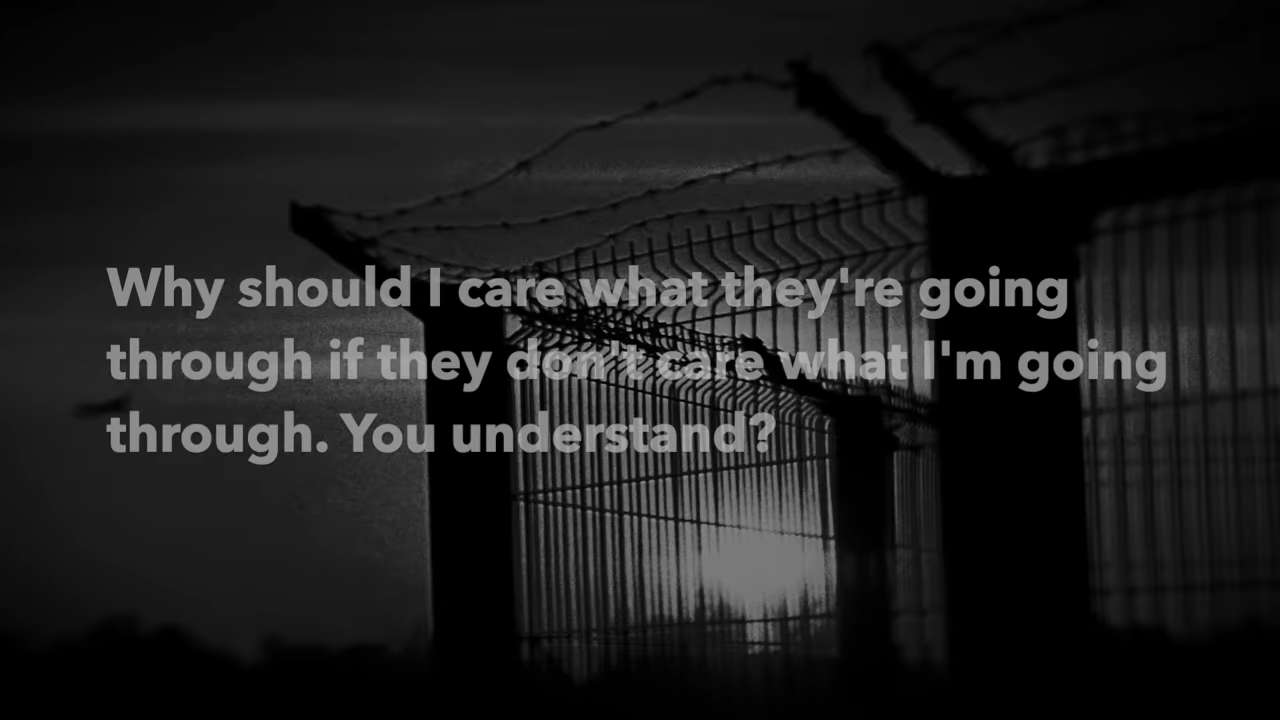 Why should I care what they're going
through if they don't care what I'm going
through. You understand?